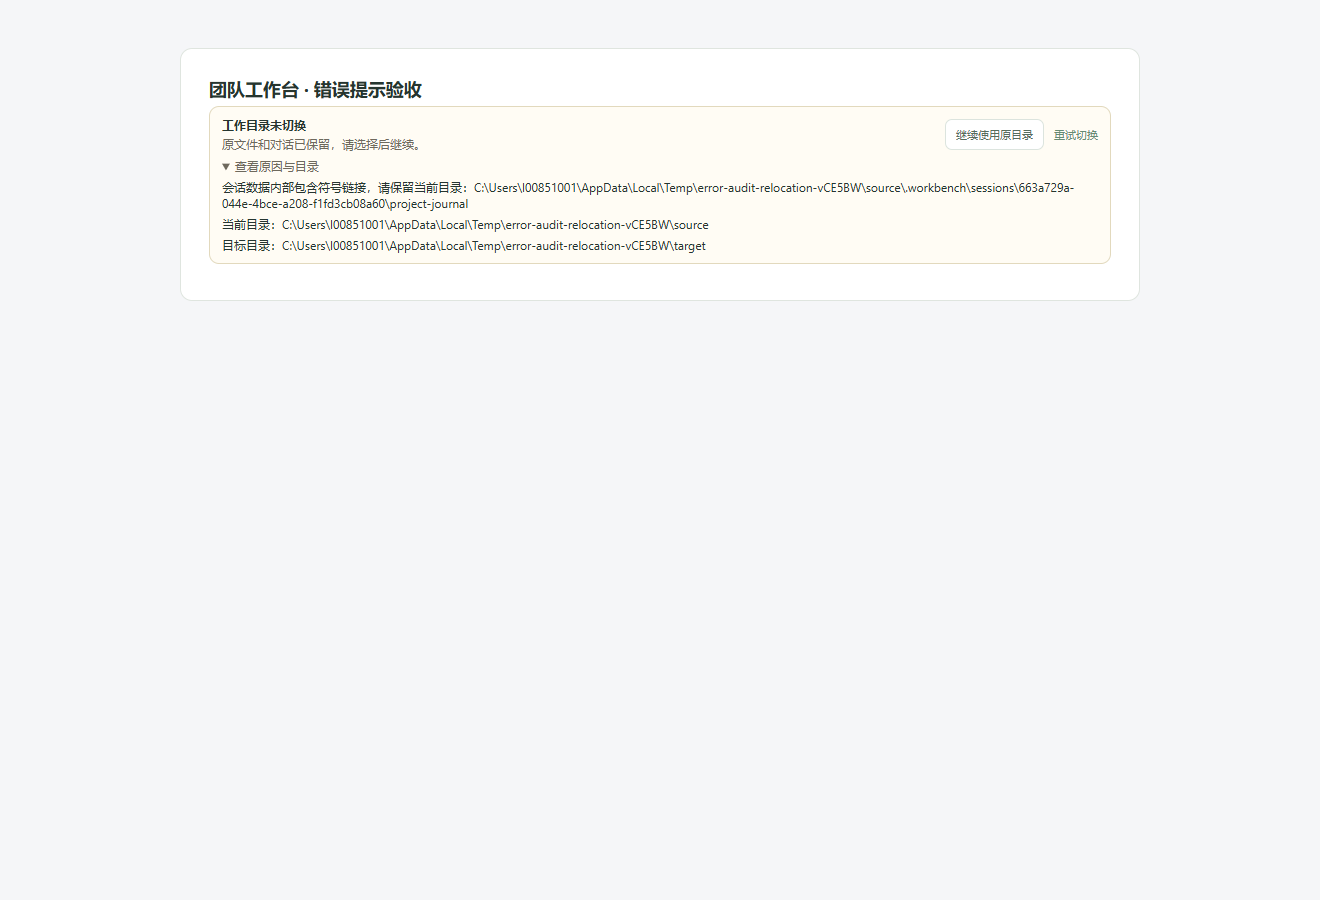 团队工作台 · 错误提示验收
工作目录未切换
原文件和对话已保留，请选择后继续。
继续使用原目录
重试切换
▼ 查看原因与目录
会话数据内部包含符号链接，请保留当前目录：C:\Users\l00851001\AppData\Local\Temp\error-audit-relocation-vCE5BW\source\.workbench\sessions\663a729a-
044e-4bce-a208-f1fd3cb08a60\project-journal
当前目录：C:\Users\l00851001\AppData\Local\Temp\error-audit-relocation-vCE5BW\source
目标目录：C:\Users\l00851001\AppData\Local\Temp\error-audit-relocation-vCE5BW\target